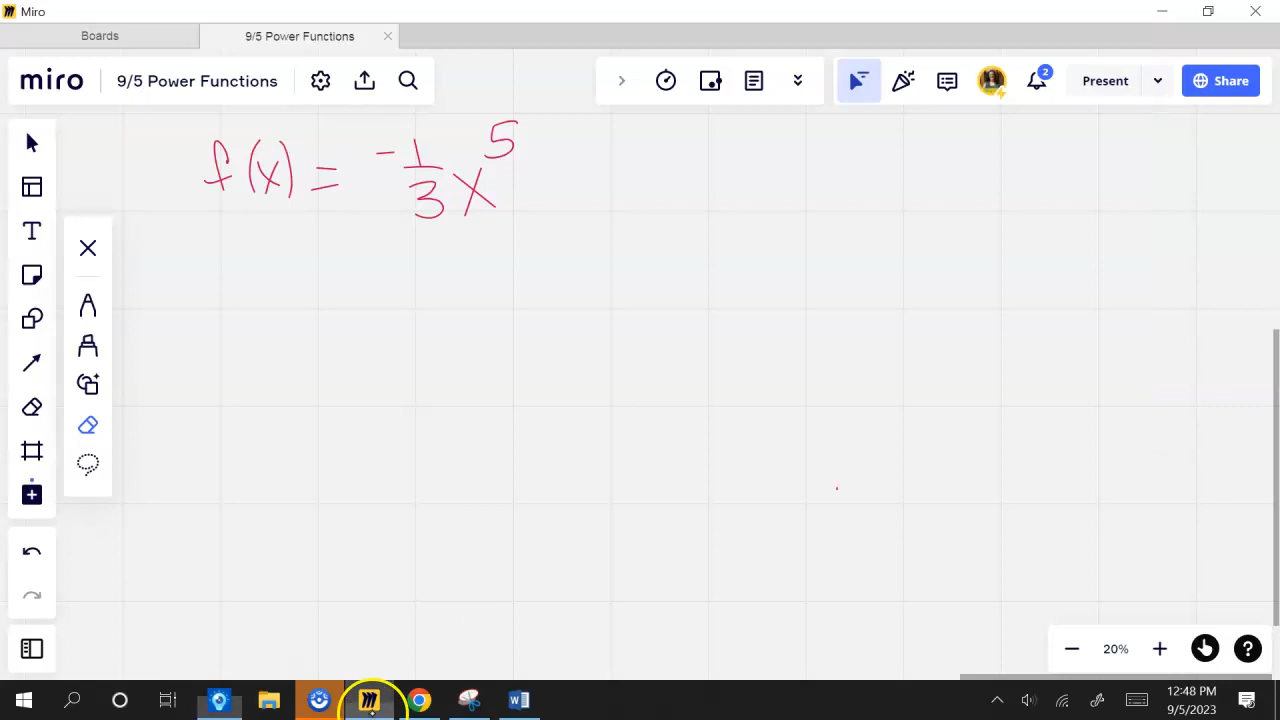 Miro
Boards
9/5 Power Functions
miro
9/5 Power Functions
2
Present
Share
f(x) = -1/3 x^5
20%
12:48 PM
9/5/2023